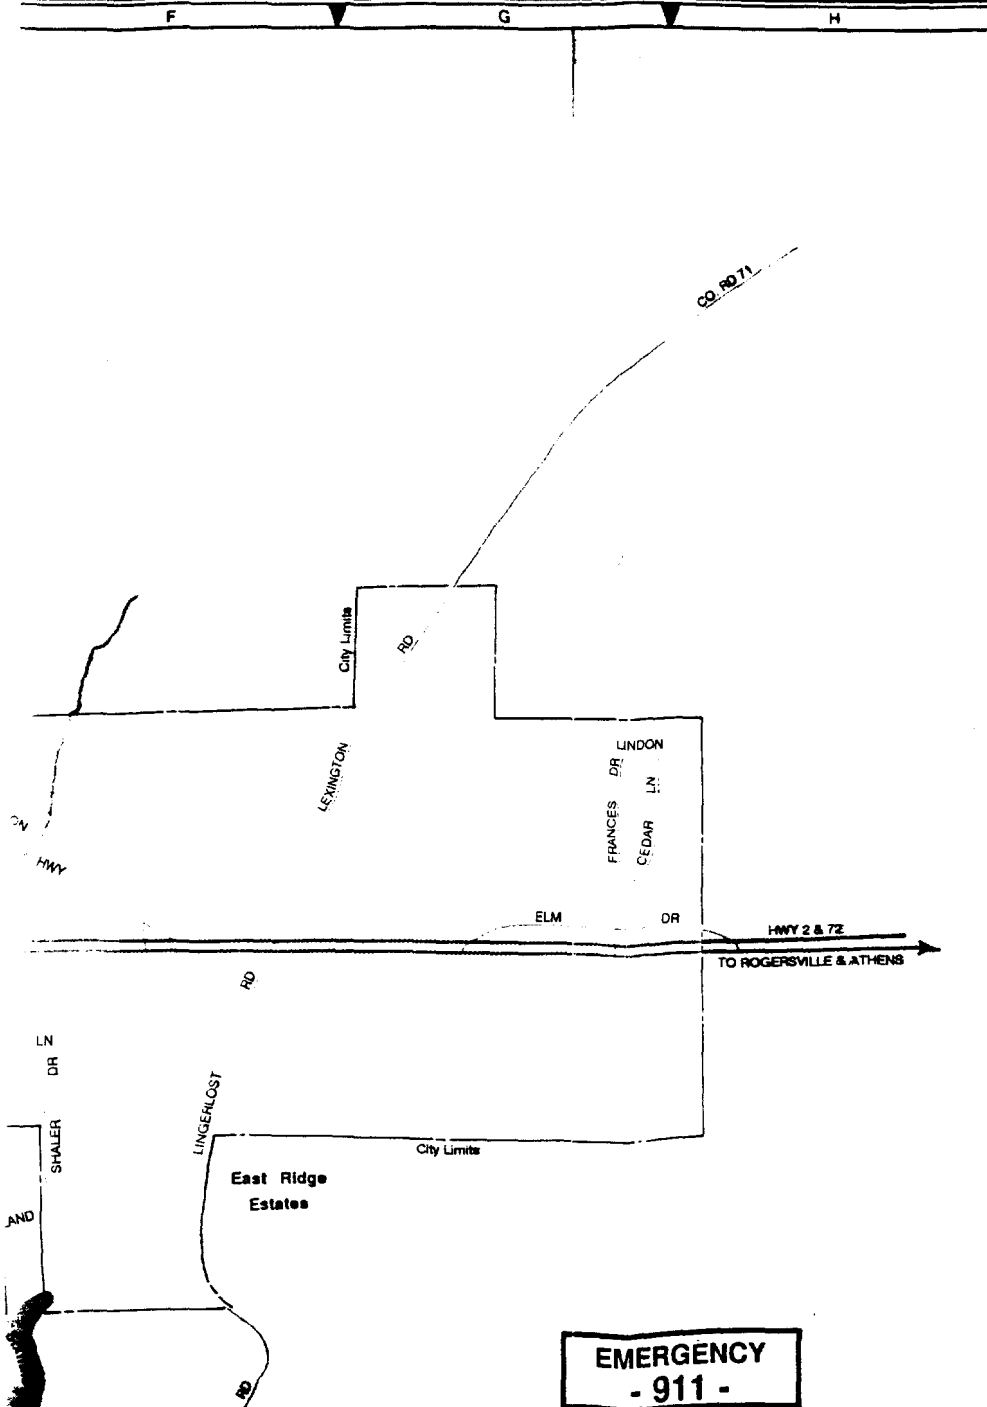 F G H
CO. RD 71
City Limits
RD
LEXINGTON
LINDON
FRANCES DR
CEDAR LN
HWY
ELM DR
HWY 2 & 72
TO ROGERSVILLE & ATHENS
RD
LN
DR
SHALER
LINGERLOST
City Limits
East Ridge
Estates
AND
RD
EMERGENCY
- 911 -